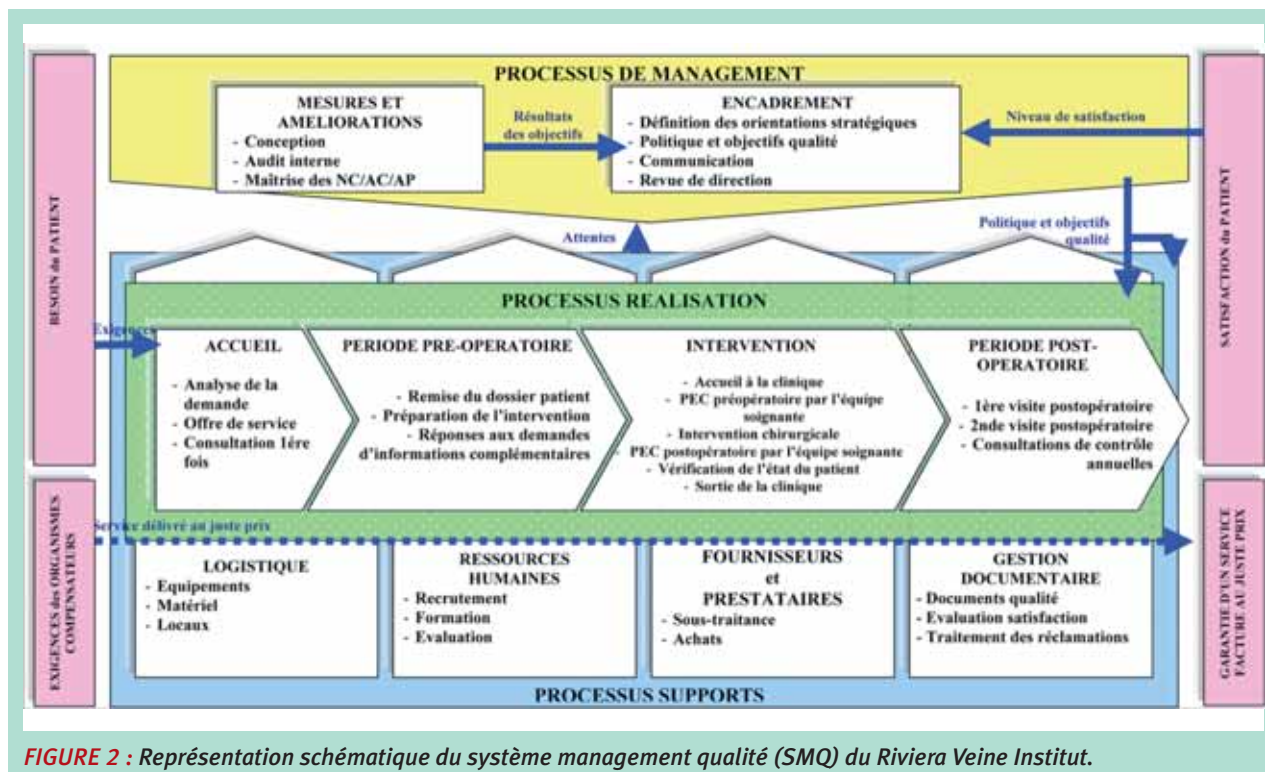 PROCESSUS DE MANAGEMENT
MESURES ET
AMELIORATIONS
- Conception
- Audit interne
- Maîtrise des NC/AC/AP
Résultats
des objectifs
ENCADREMENT
- Définition des orientations stratégiques
- Politique et objectifs qualité
- Communication
- Revue de direction
Niveau de satisfaction
BESOIN du PATIENT
SATISFACTION du PATIENT
Attentes
Politique et objectifs
qualité
PROCESSUS REALISATION
Exigences
ACCUEIL
- Analyse de la
demande
- Offre de service
- Consultation 1ére
fois
PERIODE PRE-OPERATOIRE
- Remise du dossier patient
- Préparation de l'intervention
- Réponses aux demandes
d'informations complémentaires
INTERVENTION
- Accueil à la clinique
- PEC préopératoire par l'équipe
soignante
- Intervention chirurgicale
- PEC postopératoire par l'équipe soignante
- Vérification de l'état du patient
- Sortie de la clinique
PERIODE POST-
OPERATOIRE
- 1ère visite postopératoire
- 2nde visite postopératoire
- Consultations de contrôle
annuelles
EXIGENCES des ORGANISMES
COMPENSATEURS
Service délivré au juste prix
GARANTIE D'UN SERVICE
FACTURE AU JUSTE PRIX
LOGISTIQUE
- Equipements
- Matériel
- Locaux
RESSOURCES
HUMAINES
- Recrutement
- Formation
- Evaluation
FOURNISSEURS
et
PRESTATAIRES
- Sous-traitance
- Achats
GESTION
DOCUMENTAIRE
- Documents qualité
- Evaluation satisfaction
- Traitement des réclamations
PROCESSUS SUPPORTS
FIGURE 2 : Représentation schématique du système management qualité (SMQ) du Riviera Veine Institut.